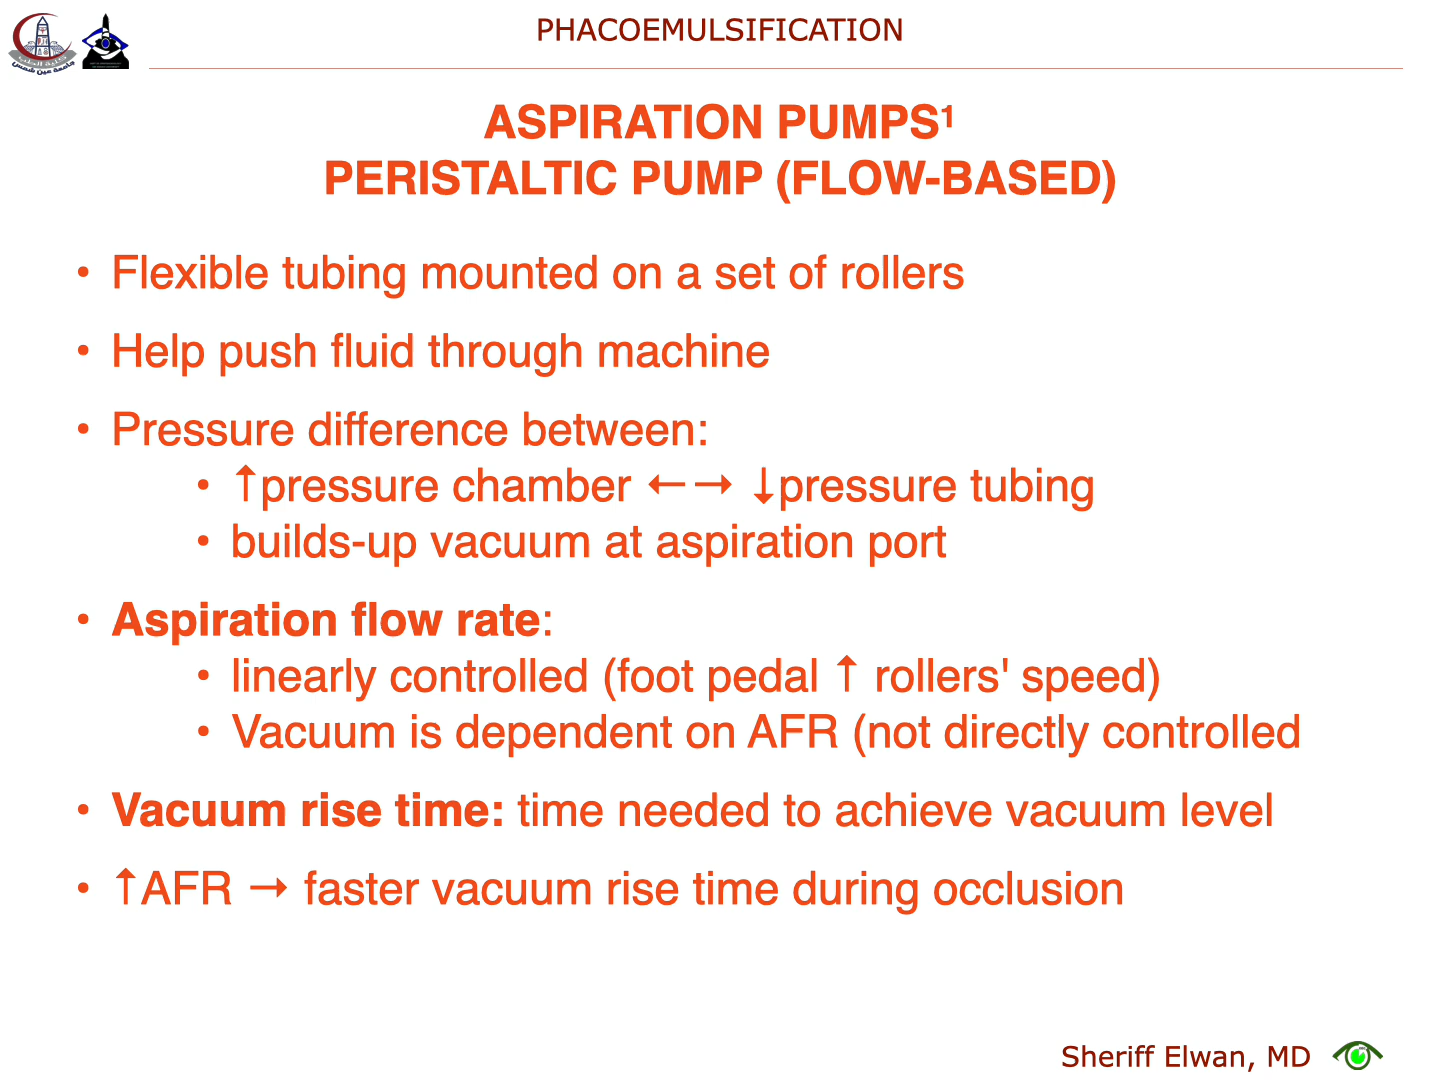 PHACOEMULSIFICATION
ASPIRATION PUMPS¹
PERISTALTIC PUMP (FLOW-BASED)
• Flexible tubing mounted on a set of rollers
• Help push fluid through machine
• Pressure difference between:
• ↑pressure chamber ←→ ↓pressure tubing
• builds-up vacuum at aspiration port
• Aspiration flow rate:
• linearly controlled (foot pedal ↑ rollers' speed)
• Vacuum is dependent on AFR (not directly controlled
• Vacuum rise time: time needed to achieve vacuum level
• ↑AFR → faster vacuum rise time during occlusion
Sheriff Elwan, MD